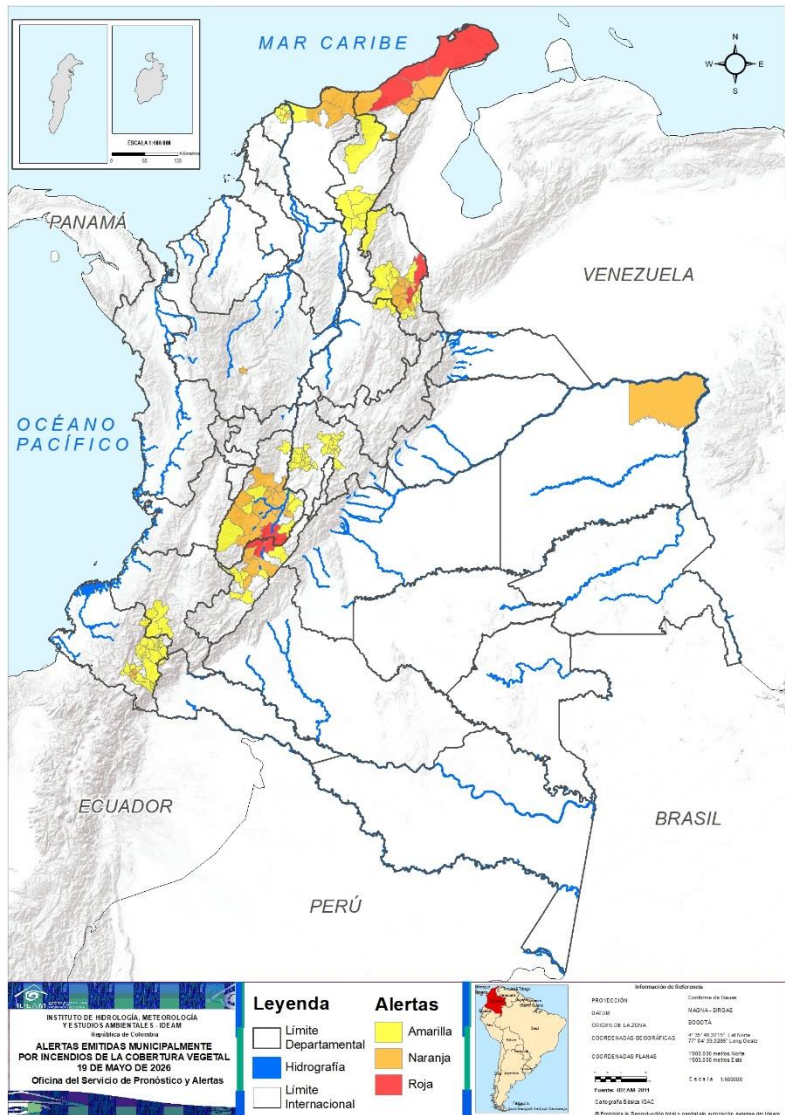 MAR CARIBE
N
W
E
S
ESCALA 1:600.000
PANAMÁ
VENEZUELA
OCÉANO
PACÍFICO
ECUADOR
BRASIL
PERÚ
IDEAM
INSTITUTO DE HIDROLOGÍA, METEOROLOGÍA
Y ESTUDIOS AMBIENTALES - IDEAM
República de Colombia
ALERTAS EMITIDAS MUNICIPALMENTE
POR INCENDIOS DE LA COBERTURA VEGETAL
19 DE MAYO DE 2026
Oficina del Servicio de Pronóstico y Alertas
Leyenda
Límite
Departamental
Hidrografía
Límite
Internacional
Alertas
Amarilla
Naranja
Roja
Información de Referencia
PROYECCIÓN
Conforme de Gauss
DATUM
MAGNA - SIRGAS
ORIGEN DE LA ZONA
BOGOTÁ
COORDENADAS GEOGRÁFICAS
COORDENADAS PLANAS
1'000.000 metros Norte
1'000.000 metros Este
Escala
Fuente: IDEAM-2011
Cartografía Básica IGAC